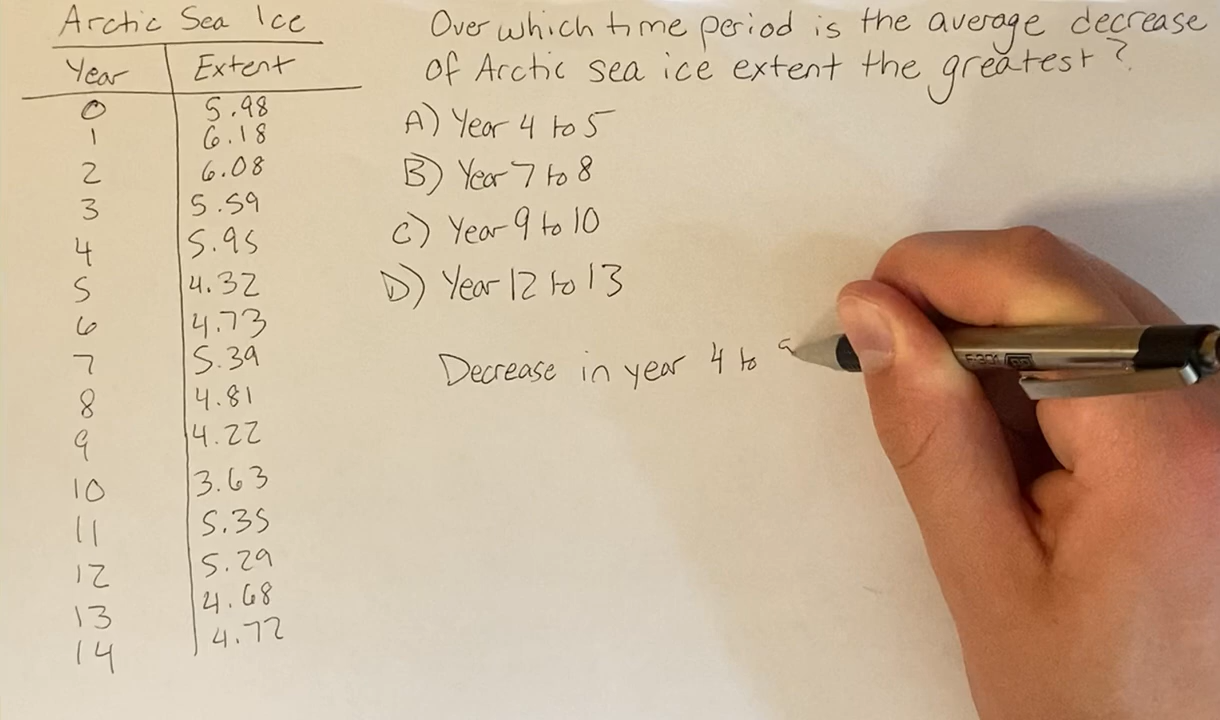 Arctic Sea Ice
Year Extent
0 5.98
1 6.18
2 6.08
3 5.59
4 5.95
5 4.32
6 4.73
7 5.39
8 4.81
9 4.22
10 3.63
11 5.35
12 5.29
13 4.68
14 4.72
Over which time period is the average decrease
of Arctic sea ice extent the greatest?
A) Year 4 to 5
B) Year 7 to 8
C) Year 9 to 10
D) Year 12 to 13
Decrease in year 4 to